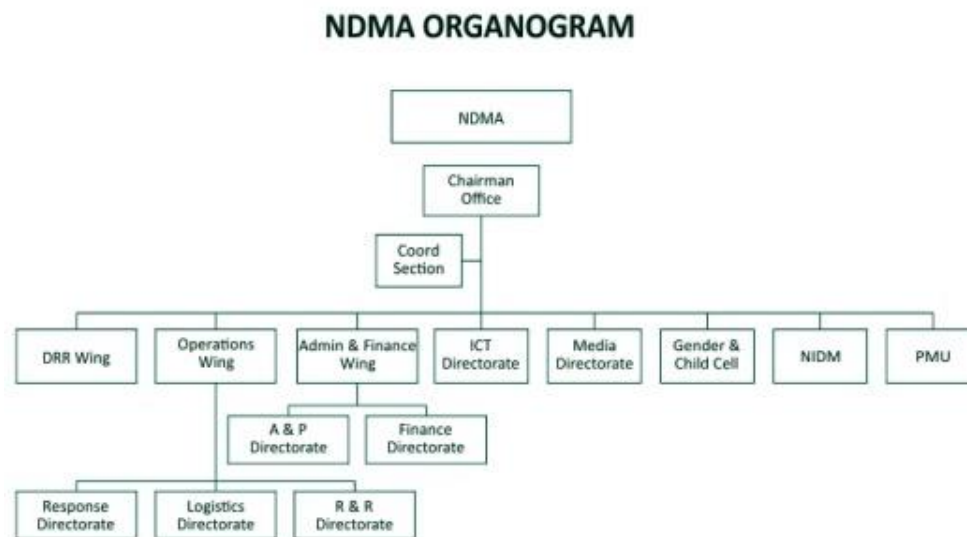 NDMA ORGANOGRAM
NDMA
Chairman
Office
Coord
Section
DRR Wing
Operations
Wing
Admin & Finance
Wing
ICT
Directorate
Media
Directorate
Gender &
Child Cell
NIDM
PMU
A & P
Directorate
Finance
Directorate
Response
Directorate
Logistics
Directorate
R & R
Directorate